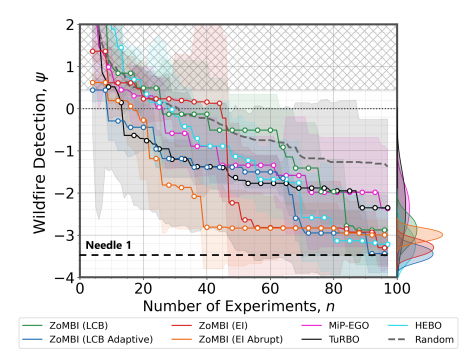 2
1
0
−1
−2
−3
−4
Wildfire Detection, ψ
Needle 1
0 20 40 60 80 100
Number of Experiments, n
ZoMBI (LCB) ZoMBI (EI) MiP-EGO HEBO
ZoMBI (LCB Adaptive) ZoMBI (EI Abrupt) TuRBO Random